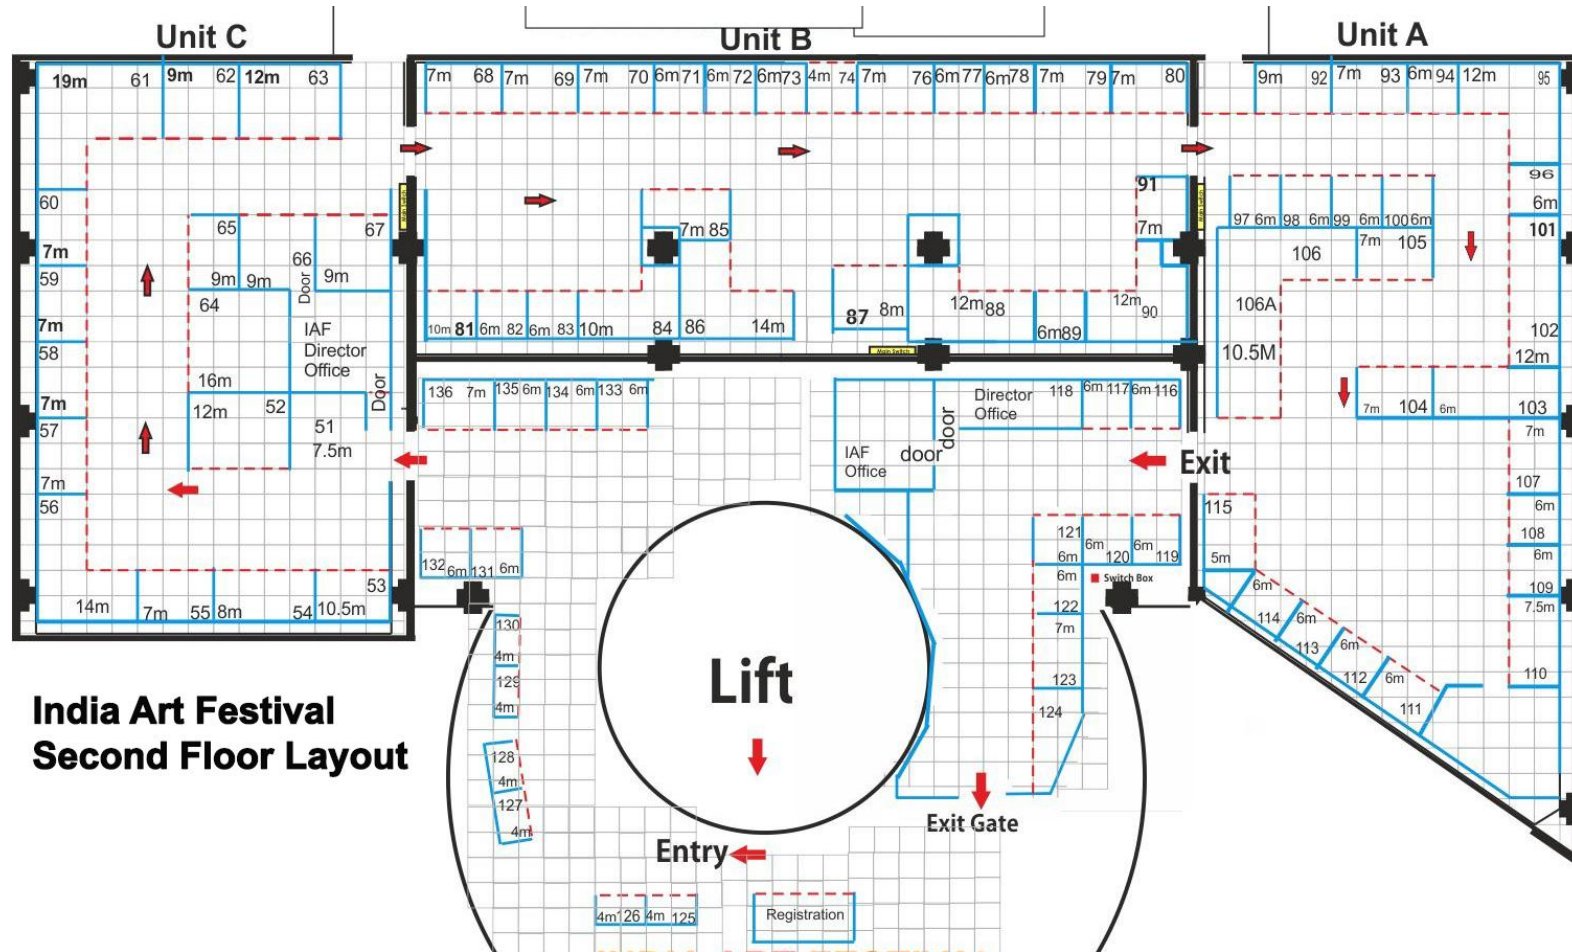 Unit C
Unit B
Unit A
19m 61 9m 62 12m 63
7m 68 7m 69 7m 70 6m 71 6m 72 6m 73 4m 74 7m 76 6m 77 6m 78 7m 79 7m 80
9m 92 7m 93 6m 94 12m 95
60
7m
59
7m
58
7m
57
7m
56
65
9m
9m
66
Door
67
9m
64
16m
IAF
Director
Office
Door
12m 52
51
7.5m
14m 7m 55 8m 54 10.5m 53
Main Switch
7m 85
91
7m
10m 81 6m 82 6m 83 10m 84 86 14m
87 8m 12m 88 6m 89 12m 90
Main Switch
Main Switch
96
6m
101
97 6m 98 6m 99 6m 100 6m
106 7m 105
106A
10.5M
102
12m
7m 104 6m 103
7m
107
6m
108
6m
109
7.5m
110
136 7m 135 6m 134 6m 133 6m
Director
Office
118 6m 117 6m 116
IAF
Office
door
door
Exit
132 6m 131 6m
121
6m
6m
120
6m
119
6m
Switch Box
122
7m
123
124
115
5m
6m
114
6m
113
6m
112
6m
111
130
4m
129
4m
128
4m
127
4m
Lift
India Art Festival
Second Floor Layout
Exit Gate
Entry
4m 126 4m 125
Registration